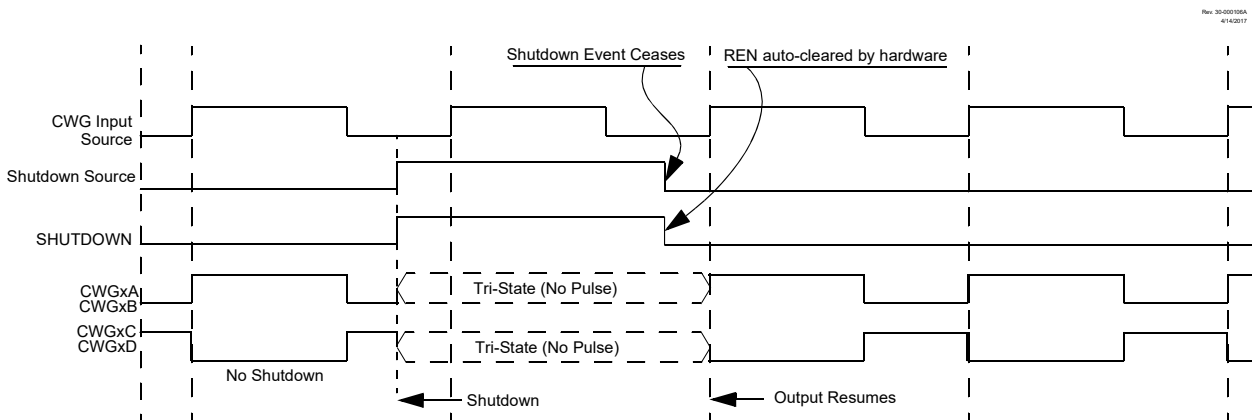 Rev. 30-000108A
4/14/2017
Shutdown Event Ceases
REN auto-cleared by hardware
CWG Input
Source
Shutdown Source
SHUTDOWN
CWGxA
CWGxB
Tri-State (No Pulse)
CWGxC
CWGxD
Tri-State (No Pulse)
No Shutdown
Shutdown
Output Resumes